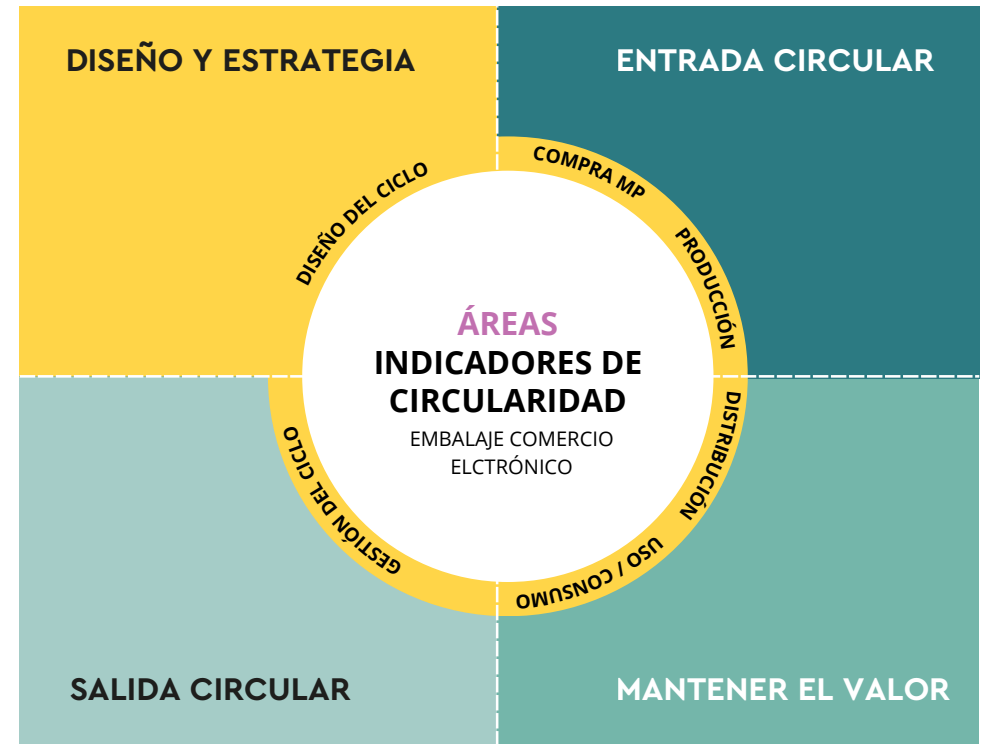 DISEÑO Y ESTRATEGIA
ENTRADA CIRCULAR
DISEÑO DEL CICLO
COMPRA MP
PRODUCCIÓN
ÁREAS
INDICADORES DE
CIRCULARIDAD
EMBALAJE COMERCIO
ELCTRÓNICO
DISTRIBUCIÓN
USO / CONSUMO
GESTIÓN DEL CICLO
SALIDA CIRCULAR
MANTENER EL VALOR